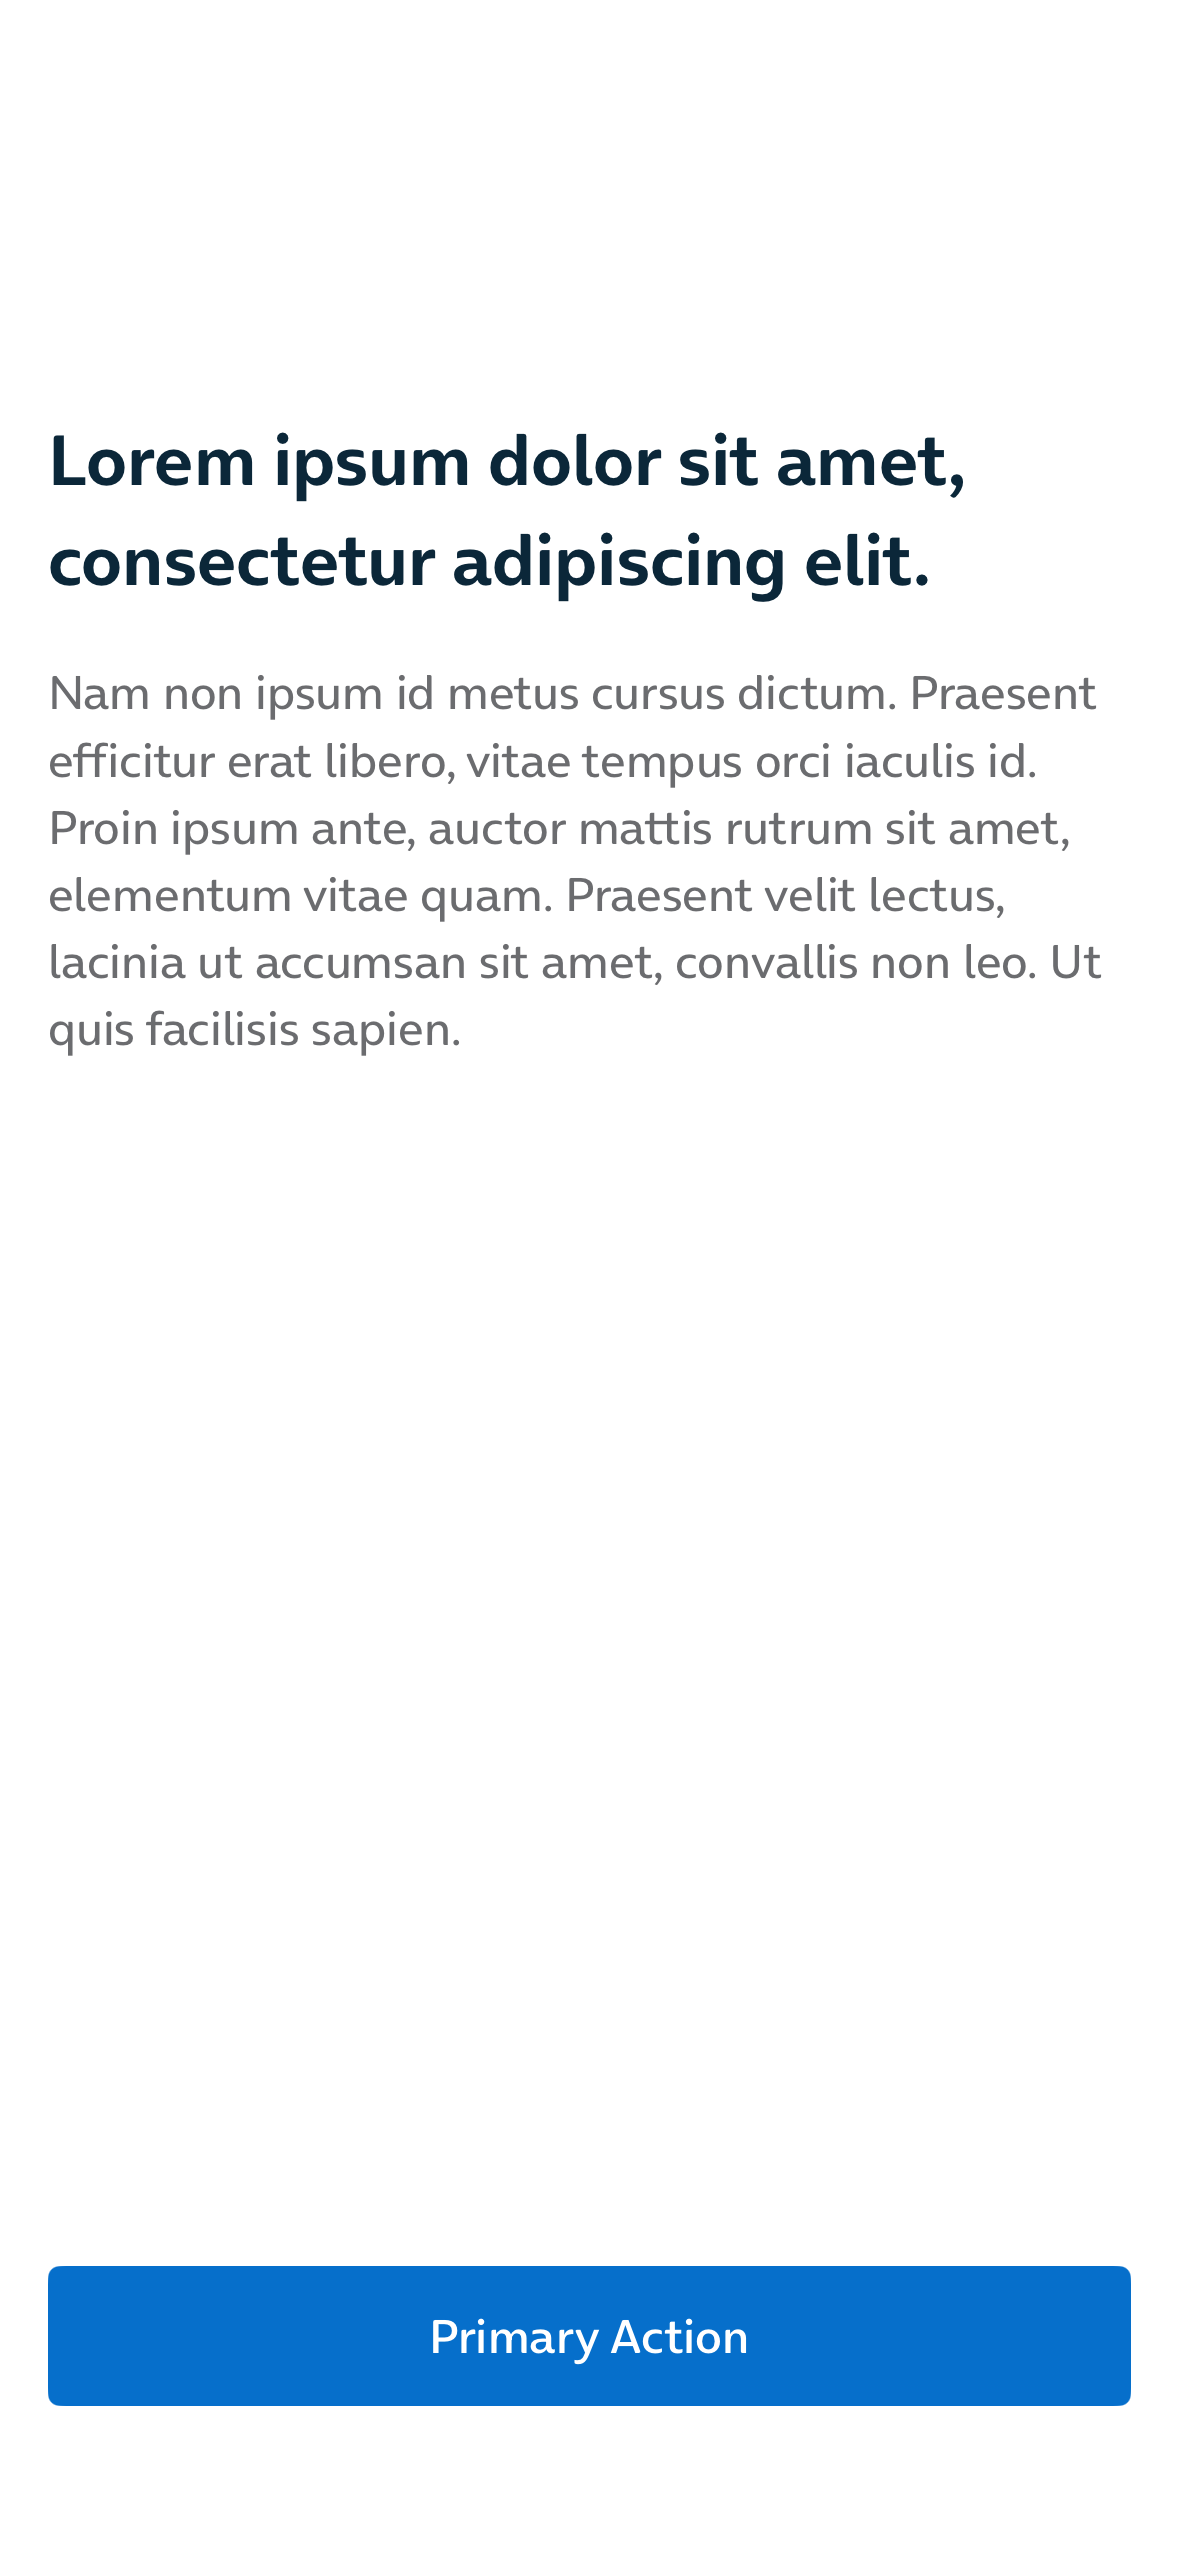 Lorem ipsum dolor sit amet,
consectetur adipiscing elit.
Nam non ipsum id metus cursus dictum. Praesent
efficitur erat libero, vitae tempus orci iaculis id.
Proin ipsum ante, auctor mattis rutrum sit amet,
elementum vitae quam. Praesent velit lectus,
lacinia ut accumsan sit amet, convallis non leo. Ut
quis facilisis sapien.
Primary Action